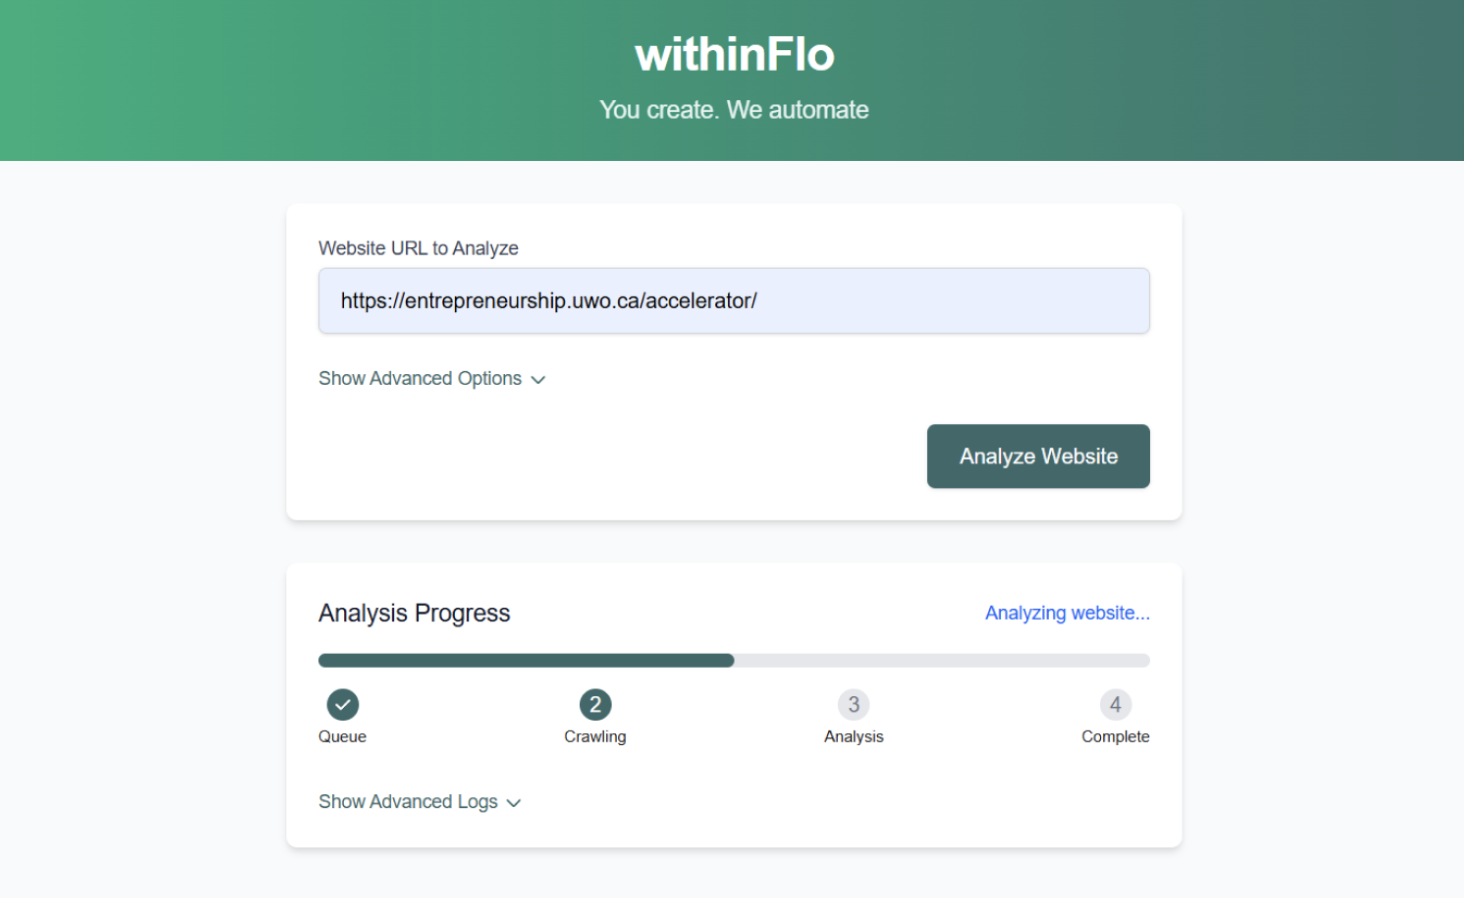 withinFlo
You create. We automate
Website URL to Analyze
https://entrepreneurship.uwo.ca/accelerator/
Show Advanced Options
Analyze Website
Analysis Progress
Analyzing website...
2
3
4
Queue
Crawling
Analysis
Complete
Show Advanced Logs